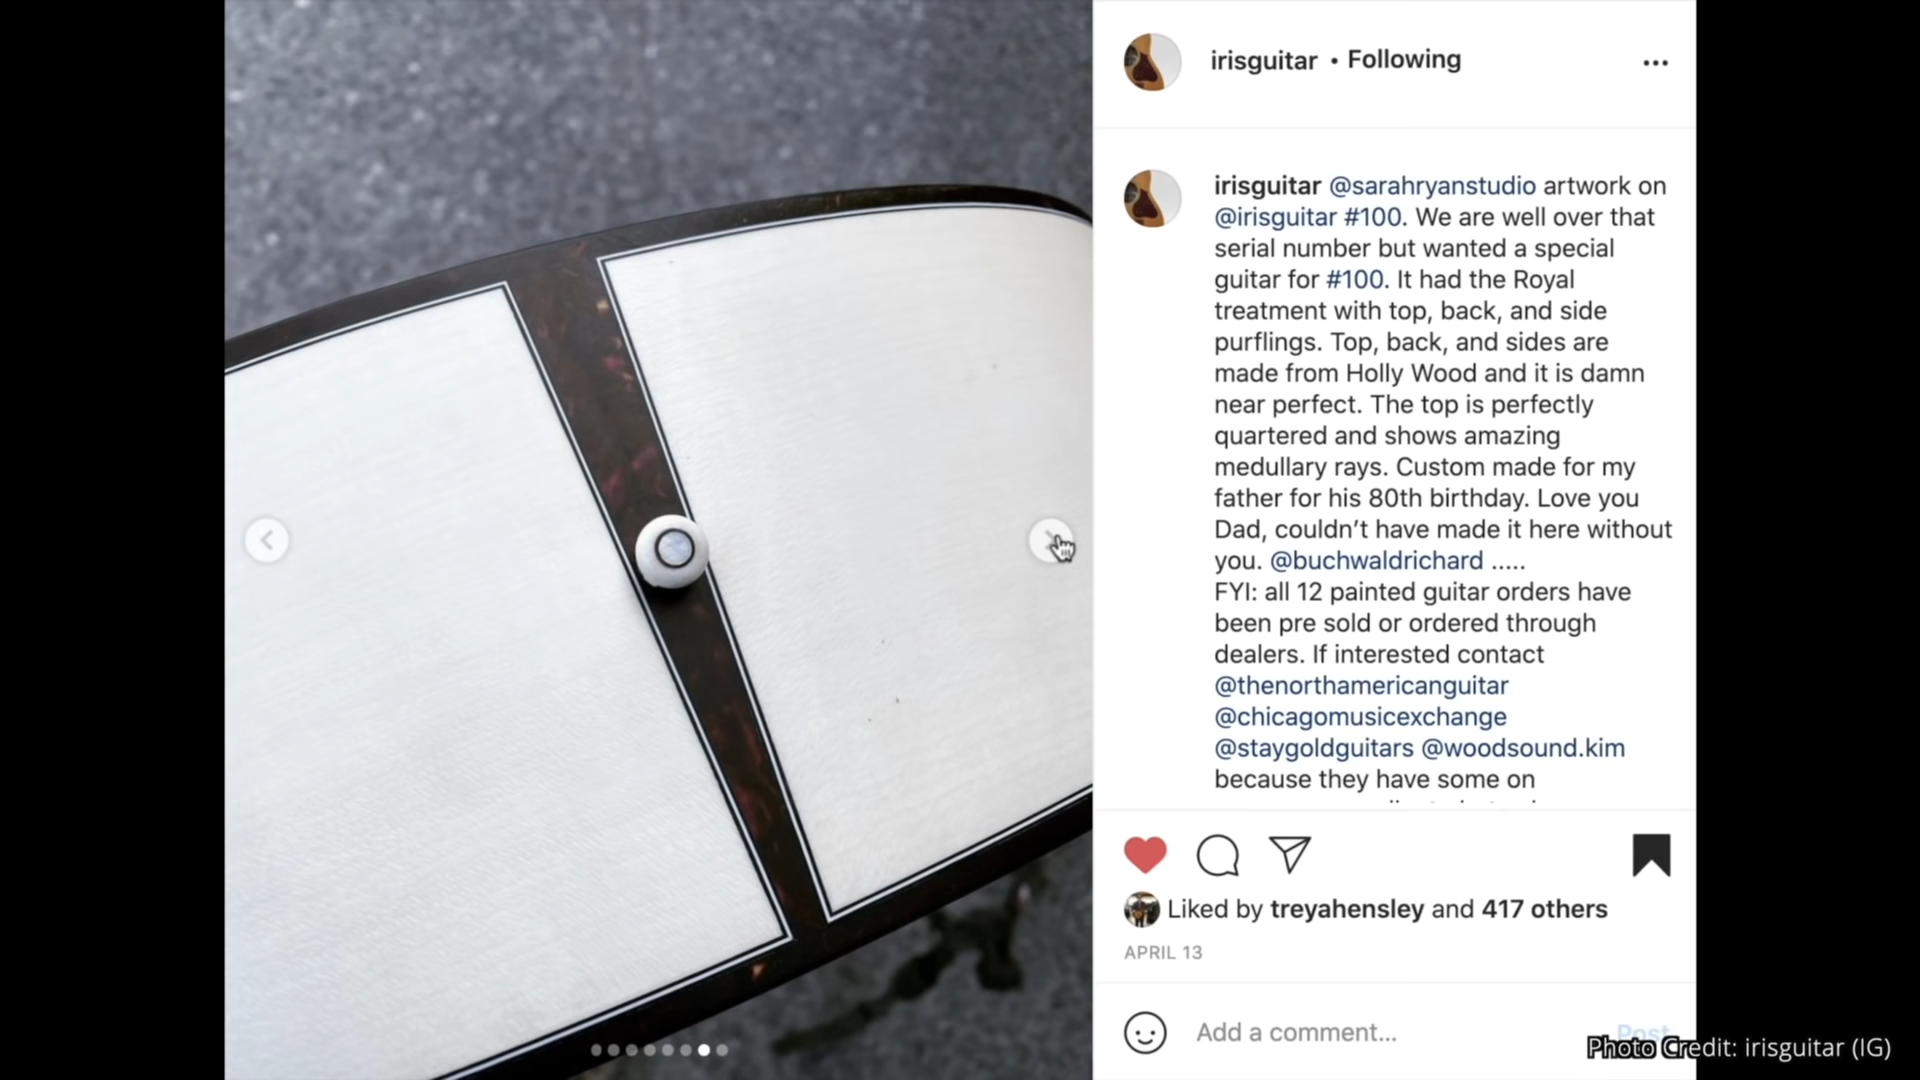 irisguitar • Following
irisguitar @sarahryanstudio artwork on
@irisguitar #100. We are well over that
serial number but wanted a special
guitar for #100. It had the Royal
treatment with top, back, and side
purflings. Top, back, and sides are
made from Holly Wood and it is damn
near perfect. The top is perfectly
quartered and shows amazing
medullary rays. Custom made for my
father for his 80th birthday. Love you
Dad, couldn’t have made it here without
you. @buchwaldrichard .....
FYI: all 12 painted guitar orders have
been pre sold or ordered through
dealers. If interested contact
@thenorthamericanguitar
@chicagomusicexchange
@staygoldguitars @woodsound.kim
because they have some on
Liked by treyahensley and 417 others
APRIL 13
Add a comment...
Post
Photo Credit: irisguitar (IG)